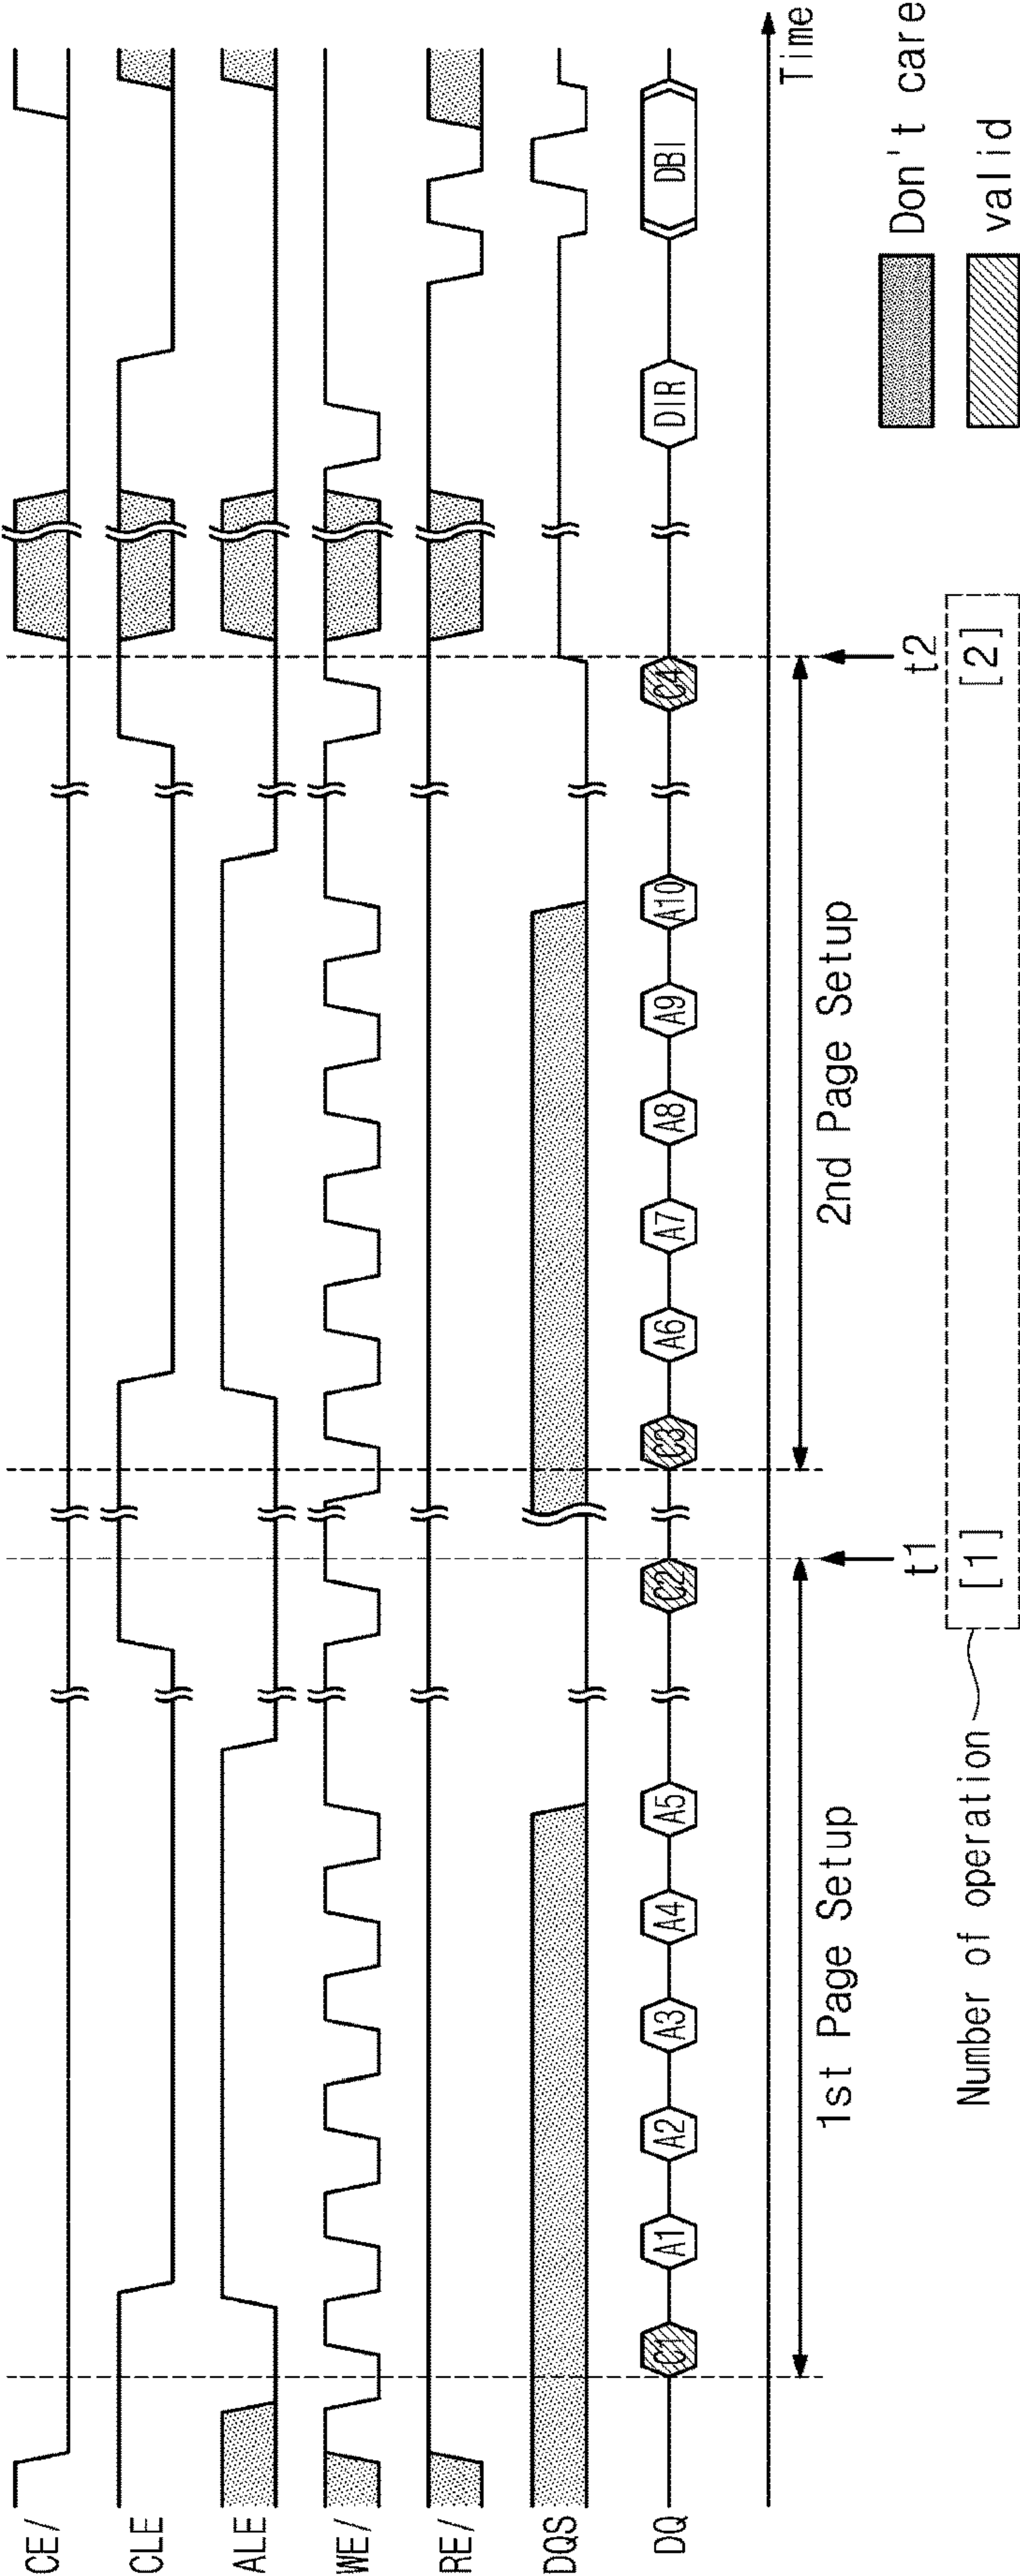 CE/
CLE
ALE
WE/
RE/
DQS
DQ C1 A1 A2 A3 A4 A5 C2 C3 A6 A7 A8 A9 A10 C4 DIR DBI
Time
1st Page Setup 2nd Page Setup
t1 t2
Number of operation [1] [2]
Don't care
valid